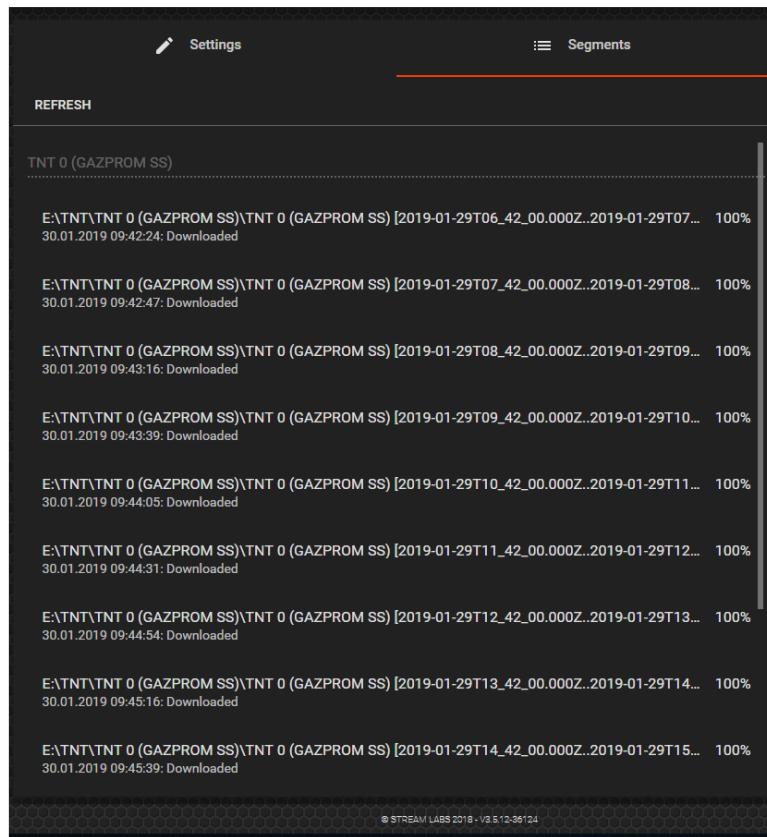 Settings
Segments
REFRESH
TNT 0 (GAZPROM SS)
E:\TNT\TNT 0 (GAZPROM SS)\TNT 0 (GAZPROM SS) [2019-01-29T06_42_00.000Z..2019-01-29T07... 100%
30.01.2019 09:42:24: Downloaded
E:\TNT\TNT 0 (GAZPROM SS)\TNT 0 (GAZPROM SS) [2019-01-29T07_42_00.000Z..2019-01-29T08... 100%
30.01.2019 09:42:47: Downloaded
E:\TNT\TNT 0 (GAZPROM SS)\TNT 0 (GAZPROM SS) [2019-01-29T08_42_00.000Z..2019-01-29T09... 100%
30.01.2019 09:43:16: Downloaded
E:\TNT\TNT 0 (GAZPROM SS)\TNT 0 (GAZPROM SS) [2019-01-29T09_42_00.000Z..2019-01-29T10... 100%
30.01.2019 09:43:39: Downloaded
E:\TNT\TNT 0 (GAZPROM SS)\TNT 0 (GAZPROM SS) [2019-01-29T10_42_00.000Z..2019-01-29T11... 100%
30.01.2019 09:44:05: Downloaded
E:\TNT\TNT 0 (GAZPROM SS)\TNT 0 (GAZPROM SS) [2019-01-29T11_42_00.000Z..2019-01-29T12... 100%
30.01.2019 09:44:31: Downloaded
E:\TNT\TNT 0 (GAZPROM SS)\TNT 0 (GAZPROM SS) [2019-01-29T12_42_00.000Z..2019-01-29T13... 100%
30.01.2019 09:44:54: Downloaded
E:\TNT\TNT 0 (GAZPROM SS)\TNT 0 (GAZPROM SS) [2019-01-29T13_42_00.000Z..2019-01-29T14... 100%
30.01.2019 09:45:16: Downloaded
E:\TNT\TNT 0 (GAZPROM SS)\TNT 0 (GAZPROM SS) [2019-01-29T14_42_00.000Z..2019-01-29T15... 100%
30.01.2019 09:45:39: Downloaded
© STREAM LABS 2018 - V3.5.12-36124